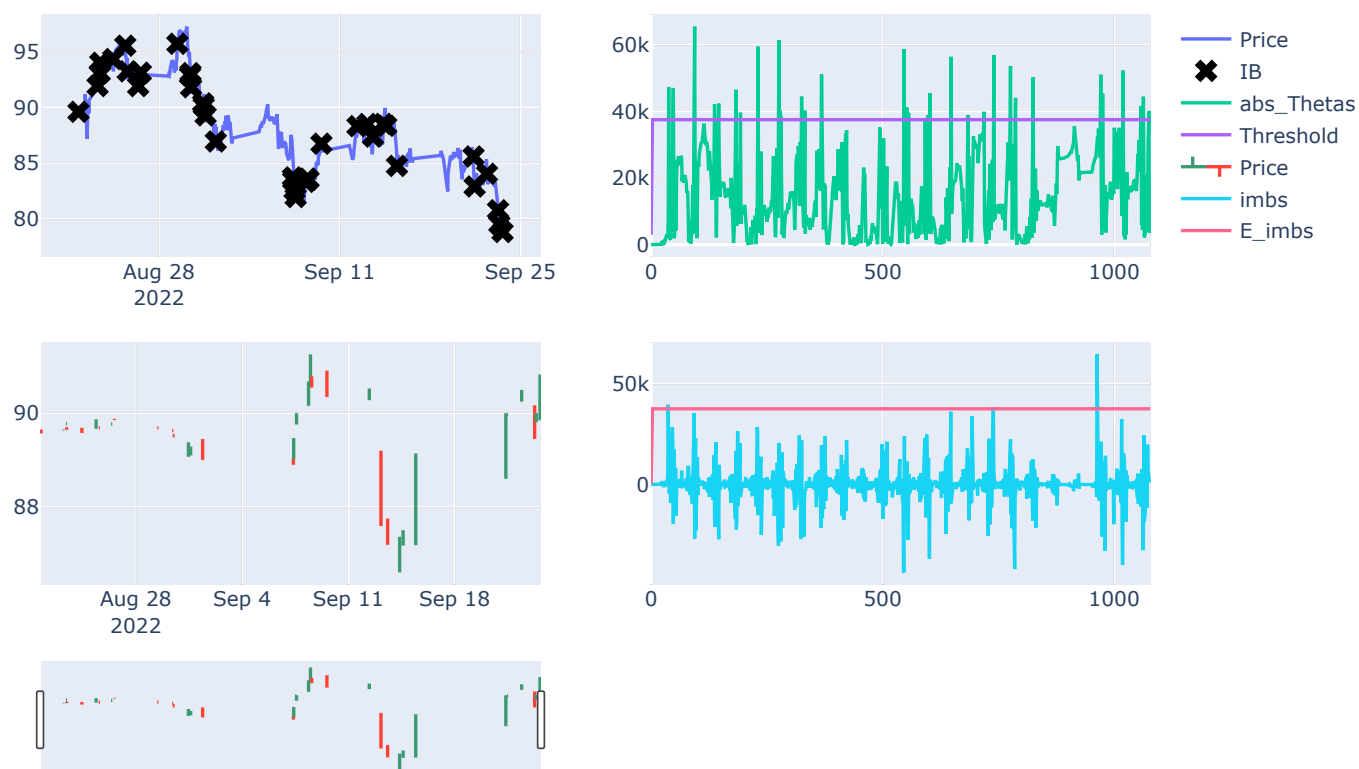 95
90
85
80
Aug 28
2022
Sep 11
Sep 25
60k
40k
20k
0
0
500
1000
Price
IB
abs_Thetas
Threshold
Price
imbs
E_imbs
90
88
Aug 28
2022
Sep 4
Sep 11
Sep 18
50k
0
0
500
1000